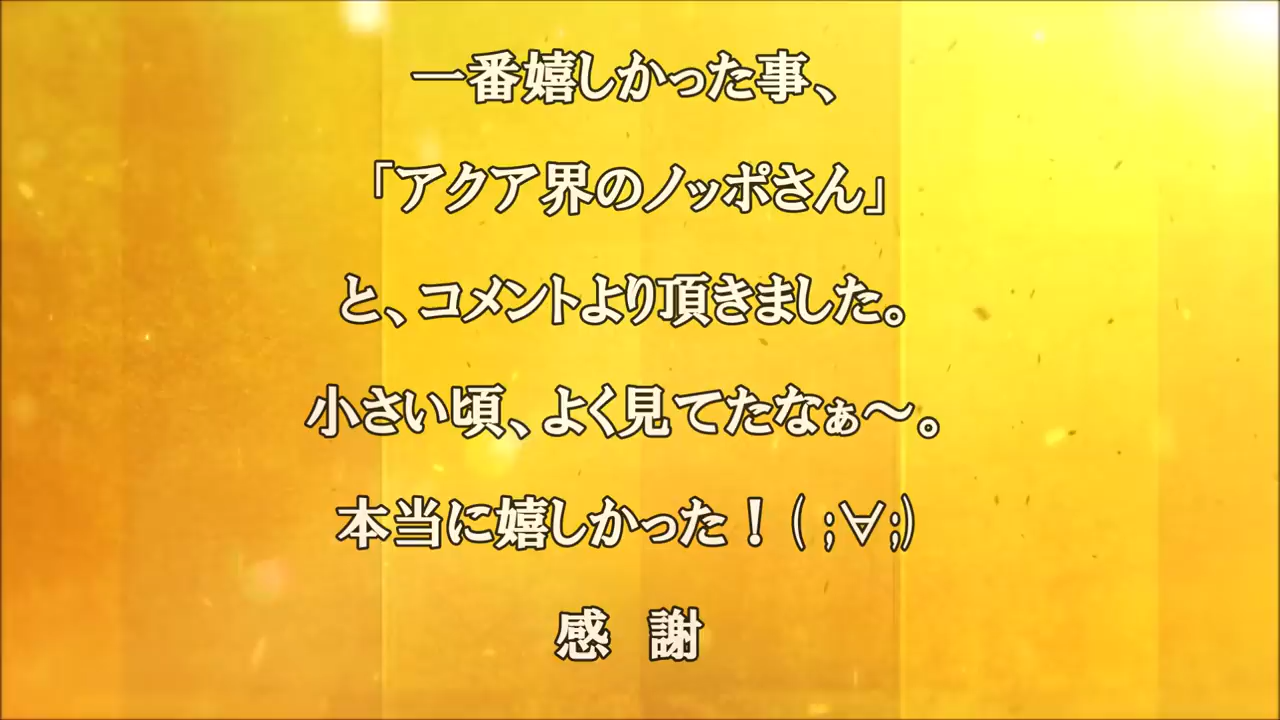 一番嬉しかった事、
「アクア界のノッポさん」
と、コメントより頂きました。
小さい頃、よく見てたなぁ～。
本当に嬉しかった！（；∀；）
感　謝